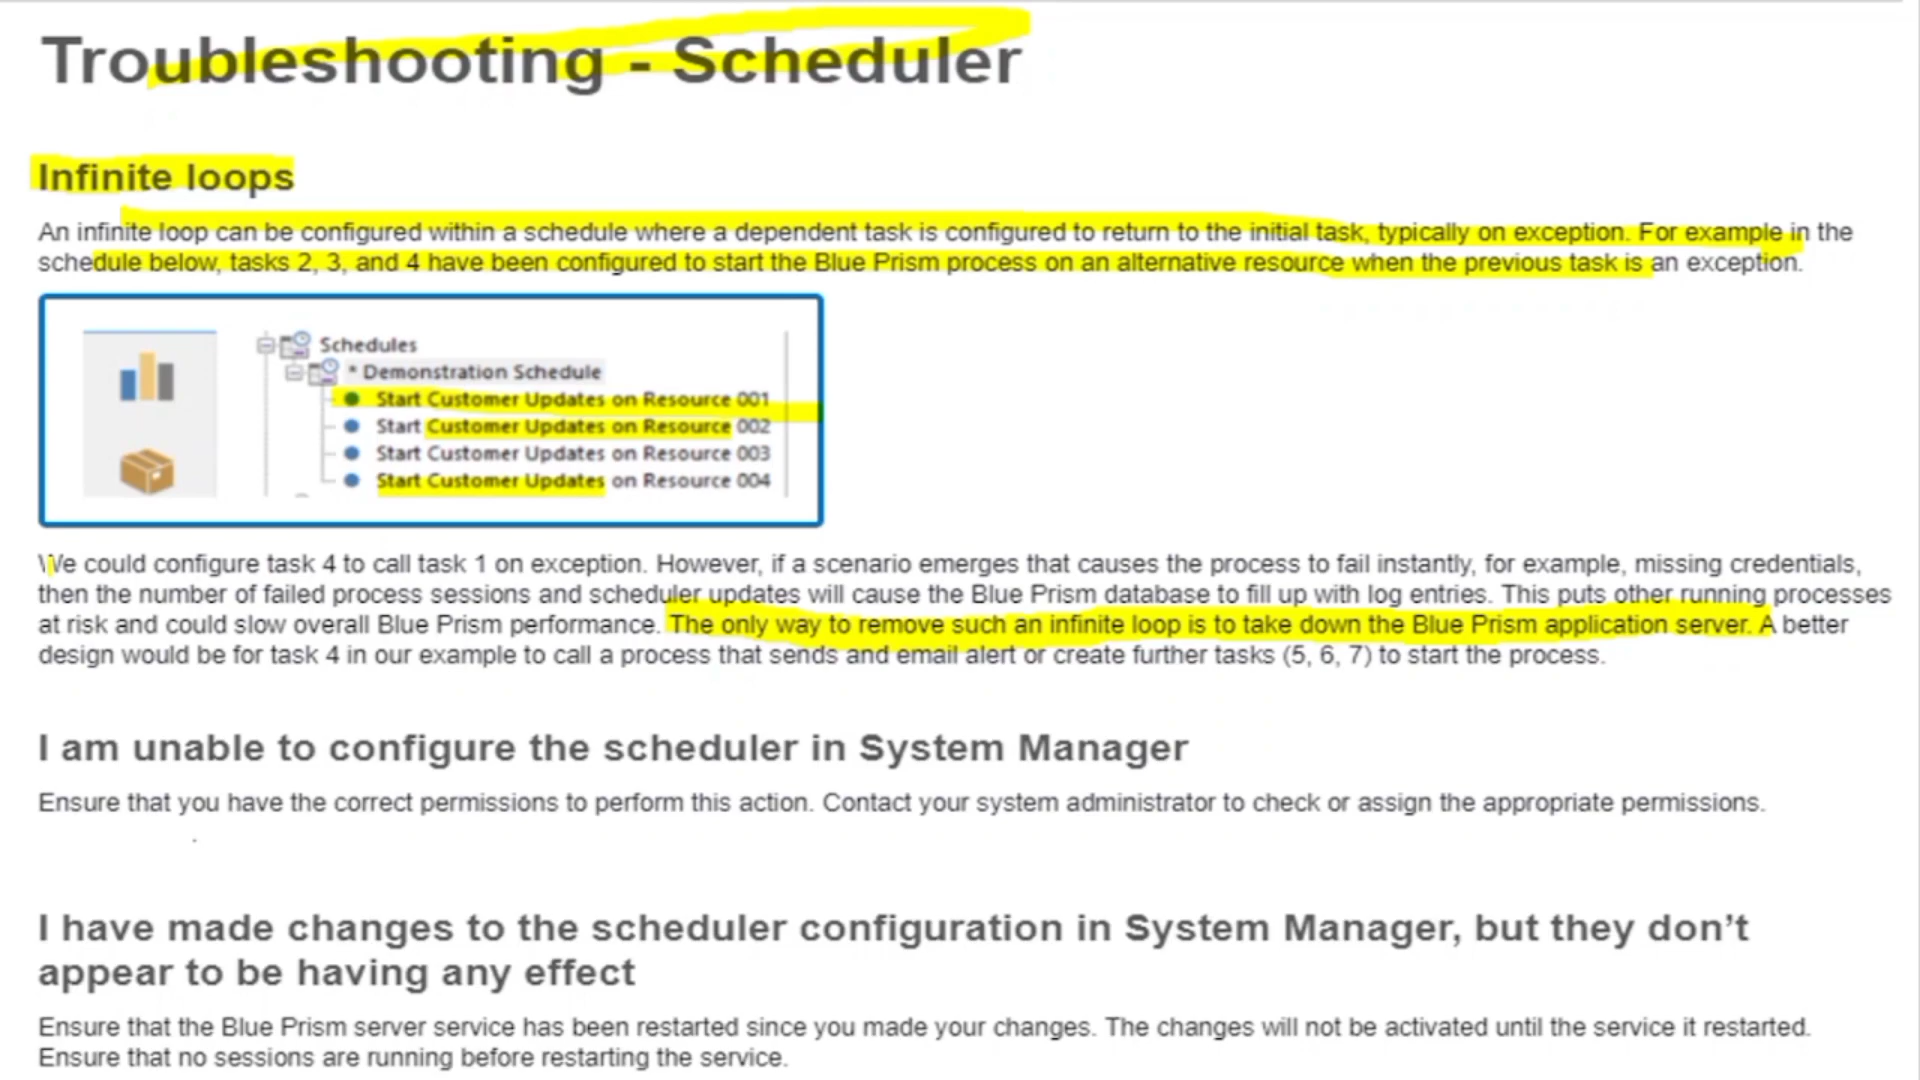 Troubleshooting - Scheduler
Infinite loops
An infinite loop can be configured within a schedule where a dependent task is configured to return to the initial task, typically on exception. For example in the
schedule below, tasks 2, 3, and 4 have been configured to start the Blue Prism process on an alternative resource when the previous task is an exception.
Schedules
* Demonstration Schedule
Start Customer Updates on Resource 001
Start Customer Updates on Resource 002
Start Customer Updates on Resource 003
Start Customer Updates on Resource 004
We could configure task 4 to call task 1 on exception. However, if a scenario emerges that causes the process to fail instantly, for example, missing credentials,
then the number of failed process sessions and scheduler updates will cause the Blue Prism database to fill up with log entries. This puts other running processes
at risk and could slow overall Blue Prism performance. The only way to remove such an infinite loop is to take down the Blue Prism application server. A better
design would be for task 4 in our example to call a process that sends and email alert or create further tasks (5, 6, 7) to start the process.
I am unable to configure the scheduler in System Manager
Ensure that you have the correct permissions to perform this action. Contact your system administrator to check or assign the appropriate permissions.
I have made changes to the scheduler configuration in System Manager, but they don’t
appear to be having any effect
Ensure that the Blue Prism server service has been restarted since you made your changes. The changes will not be activated until the service it restarted.
Ensure that no sessions are running before restarting the service.